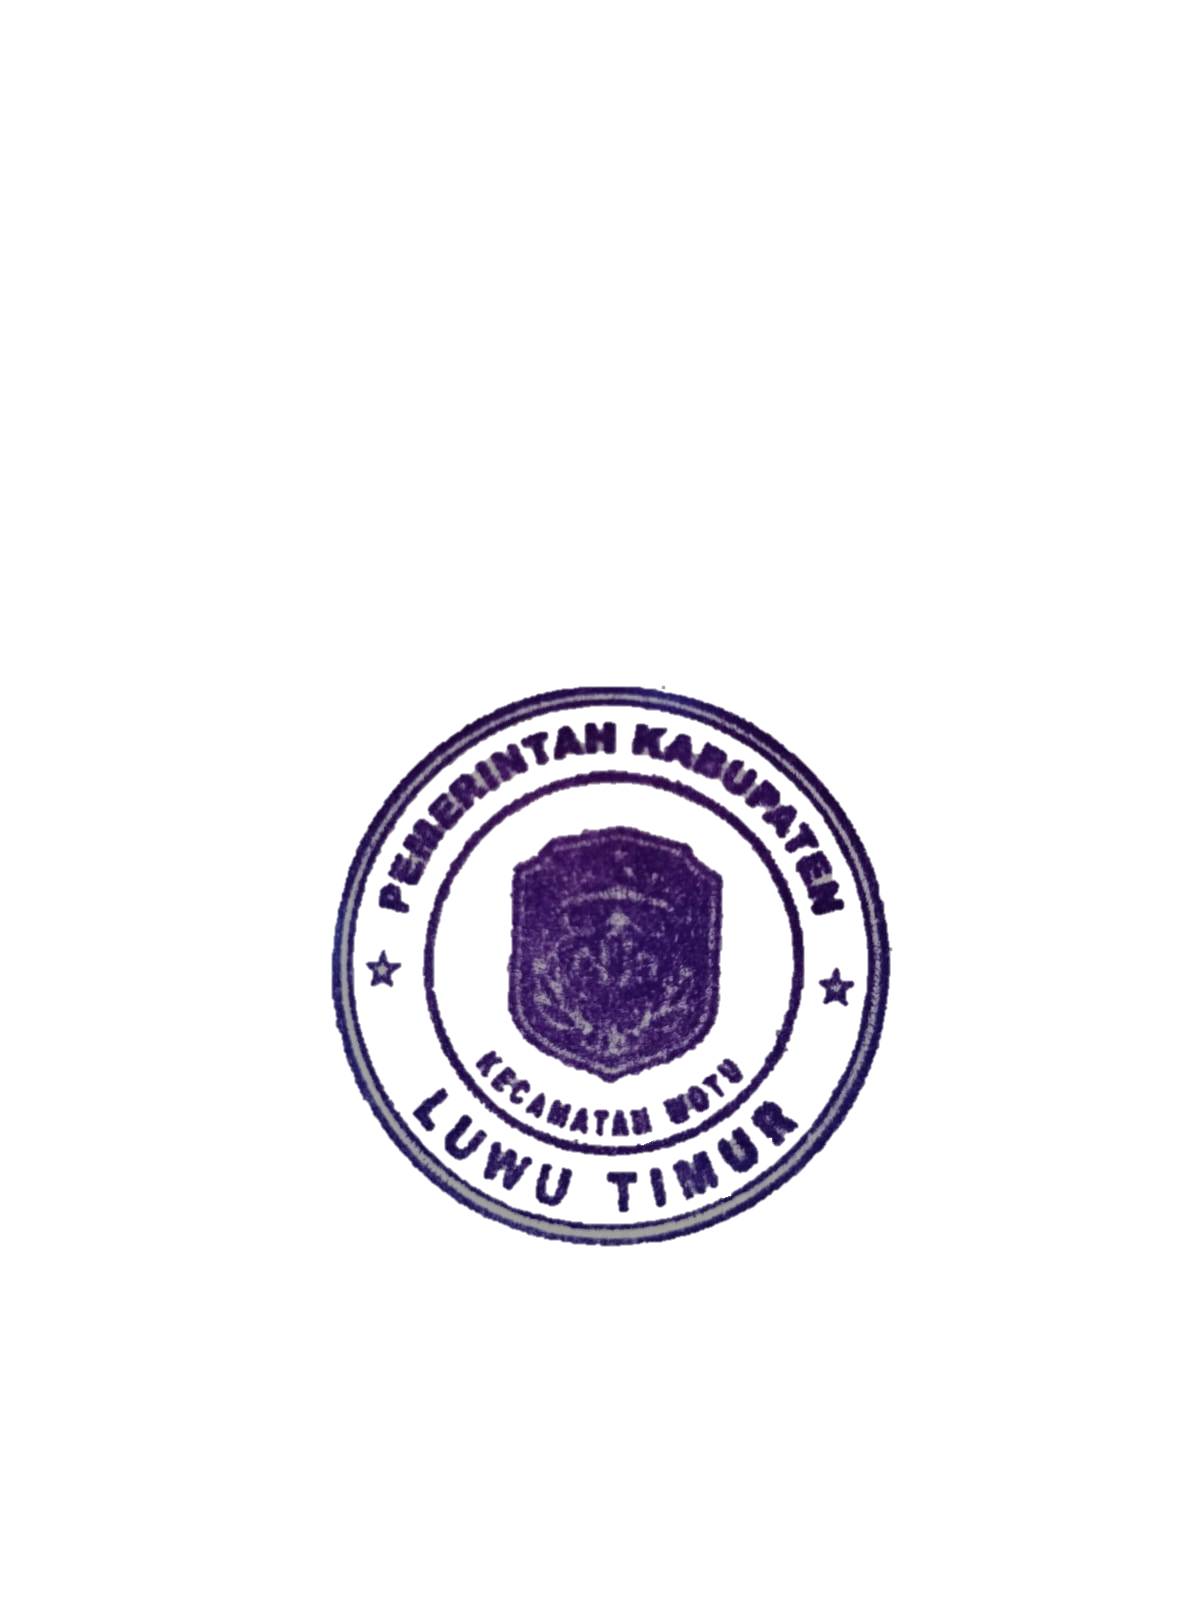 PEMERINTAH KABUPATEN
KECAMATAN WOTU
LUWU TIMUR